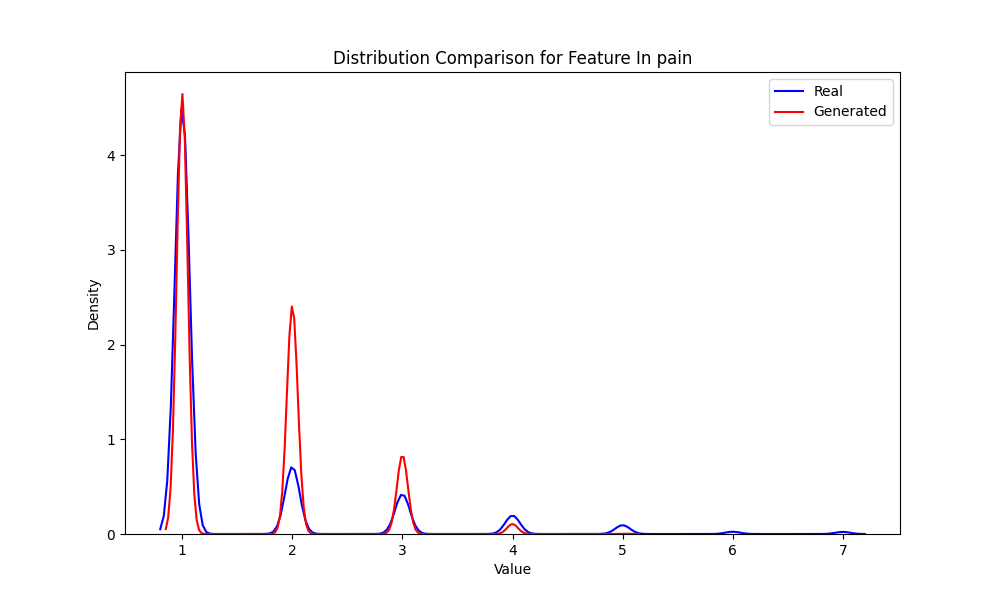 Distribution Comparison for Feature In pain
Real
Generated
4
3
2
1
0
Density
1 2 3 4 5 6 7
Value